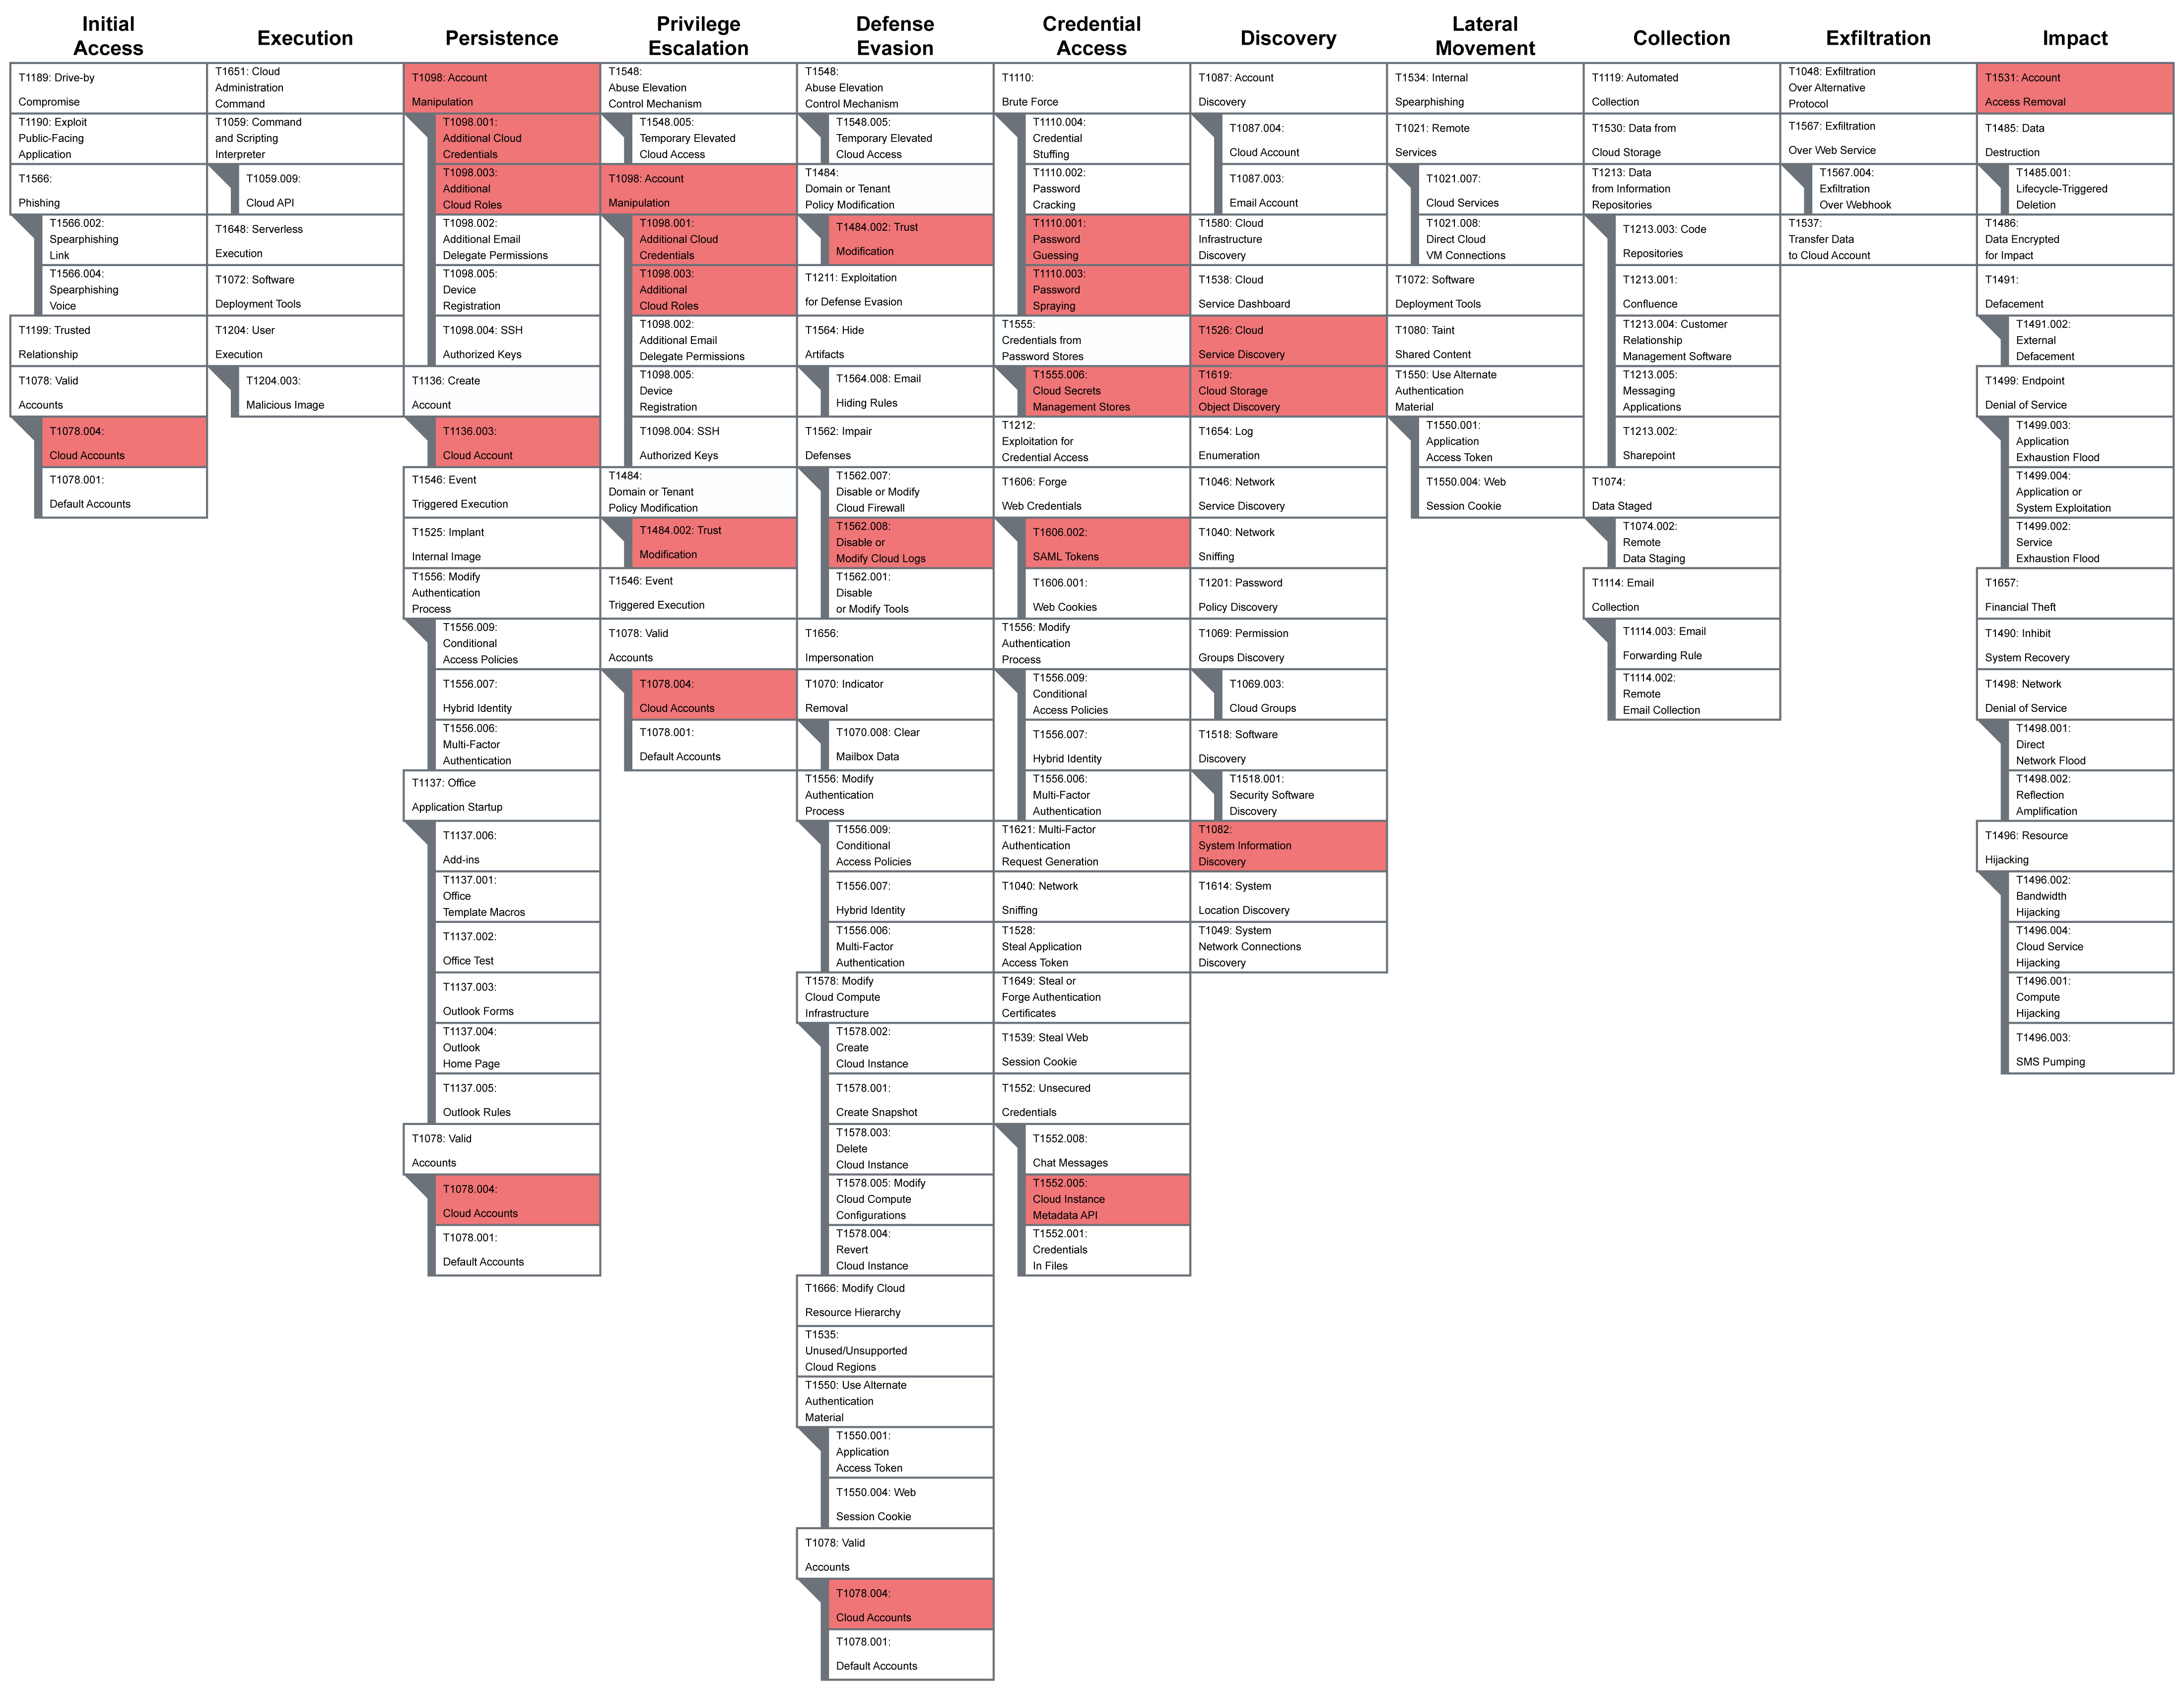 Initial
Access
T1189: Drive-by
Compromise
T1190: Exploit
Public-Facing
Application
T1566:
Phishing
T1566.002:
Spearphishing
Link
T1566.004:
Spearphishing
Voice
T1199: Trusted
Relationship
T1078: Valid
Accounts
T1078.004:
Cloud Accounts
T1078.001:
Default Accounts
Execution
T1651: Cloud
Administration
Command
T1059: Command
and Scripting
Interpreter
T1059.009:
Cloud API
T1648: Serverless
Execution
T1072: Software
Deployment Tools
T1204: User
Execution
T1204.003:
Malicious Image
Persistence
T1098: Account
Manipulation
T1098.001:
Additional Cloud
Credentials
T1098.003:
Additional
Cloud Roles
T1098.002:
Additional Email
Delegate Permissions
T1098.005:
Device
Registration
T1098.004: SSH
Authorized Keys
T1136: Create
Account
T1136.003:
Cloud Account
T1546: Event
Triggered Execution
T1525: Implant
Internal Image
T1556: Modify
Authentication
Process
T1556.009:
Conditional
Access Policies
T1556.007:
Hybrid Identity
T1556.006:
Multi-Factor
Authentication
T1137: Office
Application Startup
T1137.006:
Add-ins
T1137.001:
Office
Template Macros
T1137.002:
Office Test
T1137.003:
Outlook Forms
T1137.004:
Outlook
Home Page
T1137.005:
Outlook Rules
T1078: Valid
Accounts
T1078.004:
Cloud Accounts
T1078.001:
Default Accounts
Privilege
Escalation
T1548:
Abuse Elevation
Control Mechanism
T1548.005:
Temporary Elevated
Cloud Access
T1098: Account
Manipulation
T1098.001:
Additional Cloud
Credentials
T1098.003:
Additional
Cloud Roles
T1098.002:
Additional Email
Delegate Permissions
T1098.005:
Device
Registration
T1098.004: SSH
Authorized Keys
T1484:
Domain or Tenant
Policy Modification
T1484.002: Trust
Modification
T1546: Event
Triggered Execution
T1078: Valid
Accounts
T1078.004:
Cloud Accounts
T1078.001:
Default Accounts
Defense
Evasion
T1548:
Abuse Elevation
Control Mechanism
T1548.005:
Temporary Elevated
Cloud Access
T1484:
Domain or Tenant
Policy Modification
T1484.002: Trust
Modification
T1211: Exploitation
for Defense Evasion
T1564: Hide
Artifacts
T1564.008: Email
Hiding Rules
T1562: Impair
Defenses
T1562.007:
Disable or Modify
Cloud Firewall
T1562.008:
Disable or
Modify Cloud Logs
T1562.001:
Disable
or Modify Tools
T1656:
Impersonation
T1070: Indicator
Removal
T1070.008: Clear
Mailbox Data
T1556: Modify
Authentication
Process
T1556.009:
Conditional
Access Policies
T1556.007:
Hybrid Identity
T1556.006:
Multi-Factor
Authentication
T1578: Modify
Cloud Compute
Infrastructure
T1578.002:
Create
Cloud Instance
T1578.001:
Create Snapshot
T1578.003:
Delete
Cloud Instance
T1578.005: Modify
Cloud Compute
Configurations
T1578.004:
Revert
Cloud Instance
T1666: Modify Cloud
Resource Hierarchy
T1535:
Unused/Unsupported
Cloud Regions
T1550: Use Alternate
Authentication
Material
T1550.001:
Application
Access Token
T1550.004: Web
Session Cookie
T1078: Valid
Accounts
T1078.004:
Cloud Accounts
T1078.001:
Default Accounts
Credential
Access
T1110:
Brute Force
T1110.004:
Credential
Stuffing
T1110.002:
Password
Cracking
T1110.001:
Password
Guessing
T1110.003:
Password
Spraying
T1555:
Credentials from
Password Stores
T1555.006:
Cloud Secrets
Management Stores
T1212:
Exploitation for
Credential Access
T1606: Forge
Web Credentials
T1606.002:
SAML Tokens
T1606.001:
Web Cookies
T1556: Modify
Authentication
Process
T1556.009:
Conditional
Access Policies
T1556.007:
Hybrid Identity
T1556.006:
Multi-Factor
Authentication
T1621: Multi-Factor
Authentication
Request Generation
T1040: Network
Sniffing
T1528:
Steal Application
Access Token
T1649: Steal or
Forge Authentication
Certificates
T1539: Steal Web
Session Cookie
T1552: Unsecured
Credentials
T1552.008:
Chat Messages
T1552.005:
Cloud Instance
Metadata API
T1552.001:
Credentials
In Files
Discovery
T1087: Account
Discovery
T1087.004:
Cloud Account
T1087.003:
Email Account
T1580: Cloud
Infrastructure
Discovery
T1538: Cloud
Service Dashboard
T1526: Cloud
Service Discovery
T1619:
Cloud Storage
Object Discovery
T1654: Log
Enumeration
T1046: Network
Service Discovery
T1040: Network
Sniffing
T1201: Password
Policy Discovery
T1069: Permission
Groups Discovery
T1069.003:
Cloud Groups
T1518: Software
Discovery
T1518.001:
Security Software
Discovery
T1082:
System Information
Discovery
T1614: System
Location Discovery
T1049: System
Network Connections
Discovery
Lateral
Movement
T1534: Internal
Spearphishing
T1021: Remote
Services
T1021.007:
Cloud Services
T1021.008:
Direct Cloud
VM Connections
T1072: Software
Deployment Tools
T1080: Taint
Shared Content
T1550: Use Alternate
Authentication
Material
T1550.001:
Application
Access Token
T1550.004: Web
Session Cookie
Collection
T1119: Automated
Collection
T1530: Data from
Cloud Storage
T1213: Data
from Information
Repositories
T1213.003: Code
Repositories
T1213.001:
Confluence
T1213.004: Customer
Relationship
Management Software
T1213.005:
Messaging
Applications
T1213.002:
Sharepoint
T1074:
Data Staged
T1074.002:
Remote
Data Staging
T1114: Email
Collection
T1114.003: Email
Forwarding Rule
T1114.002:
Remote
Email Collection
Exfiltration
T1048: Exfiltration
Over Alternative
Protocol
T1567: Exfiltration
Over Web Service
T1567.004:
Exfiltration
Over Webhook
T1537:
Transfer Data
to Cloud Account
Impact
T1531: Account
Access Removal
T1485: Data
Destruction
T1485.001:
Lifecycle-Triggered
Deletion
T1486:
Data Encrypted
for Impact
T1491:
Defacement
T1491.002:
External
Defacement
T1499: Endpoint
Denial of Service
T1499.003:
Application
Exhaustion Flood
T1499.004:
Application or
System Exploitation
T1499.002:
Service
Exhaustion Flood
T1657:
Financial Theft
T1490: Inhibit
System Recovery
T1498: Network
Denial of Service
T1498.001:
Direct
Network Flood
T1498.002:
Reflection
Amplification
T1496: Resource
Hijacking
T1496.002:
Bandwidth
Hijacking
T1496.004:
Cloud Service
Hijacking
T1496.001:
Compute
Hijacking
T1496.003:
SMS Pumping